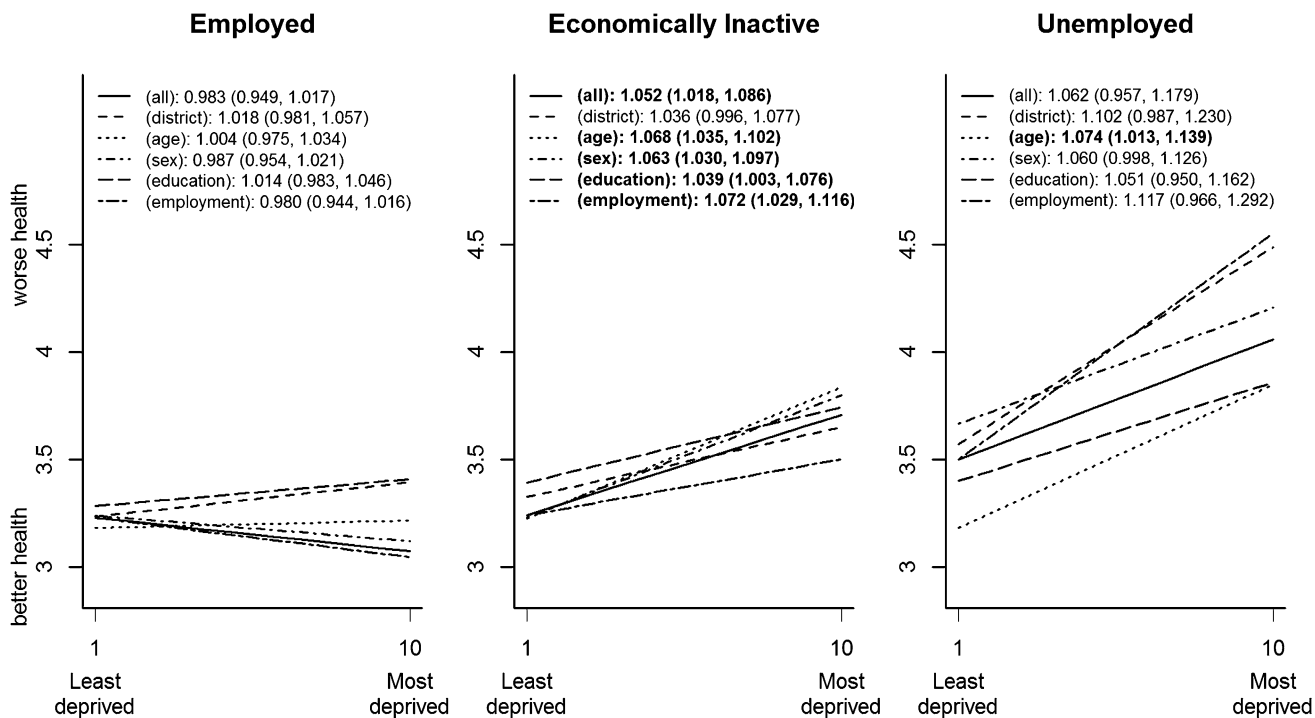 Employed
Economically Inactive
Unemployed
(all): 0.983 (0.949, 1.017)
(district): 1.018 (0.981, 1.057)
(age): 1.004 (0.975, 1.034)
(sex): 0.987 (0.954, 1.021)
(education): 1.014 (0.983, 1.046)
(employment): 0.980 (0.944, 1.016)
(all): 1.052 (1.018, 1.086)
(district): 1.036 (0.996, 1.077)
(age): 1.068 (1.035, 1.102)
(sex): 1.063 (1.030, 1.097)
(education): 1.039 (1.003, 1.076)
(employment): 1.072 (1.029, 1.116)
(all): 1.062 (0.957, 1.179)
(district): 1.102 (0.987, 1.230)
(age): 1.074 (1.013, 1.139)
(sex): 1.060 (0.998, 1.126)
(education): 1.051 (0.950, 1.162)
(employment): 1.117 (0.966, 1.292)
worse health
better health
4.5
4
3.5
3
4.5
4
3.5
3
4.5
4
3.5
3
1
10
1
10
1
10
Least
deprived
Most
deprived
Least
deprived
Most
deprived
Least
deprived
Most
deprived